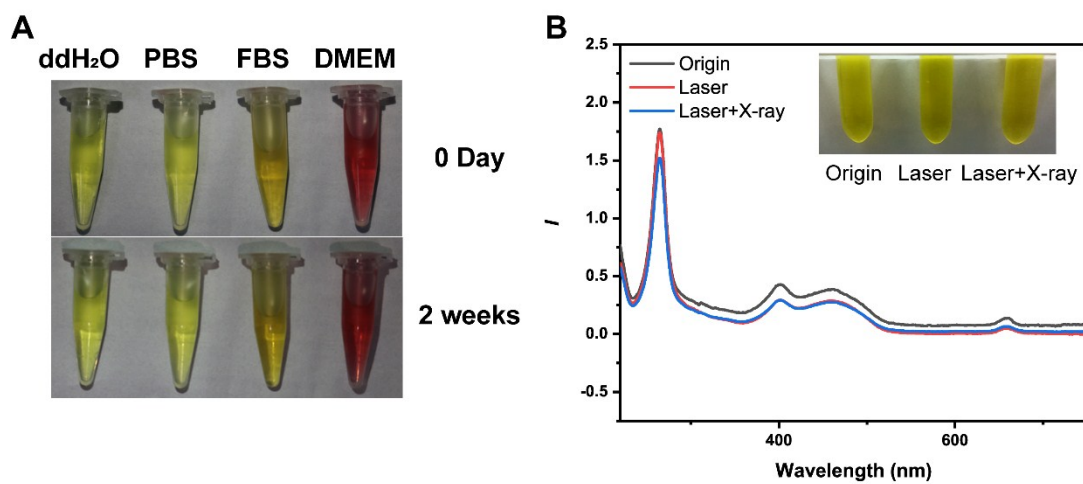 A
ddH₂O PBS FBS DMEM
0 Day
2 weeks
B
2.5
2.0
1.5
1.0
0.5
0.0
-0.5
I
Origin
Laser
Laser+X-ray
Origin Laser Laser+X-ray
400 600
Wavelength (nm)